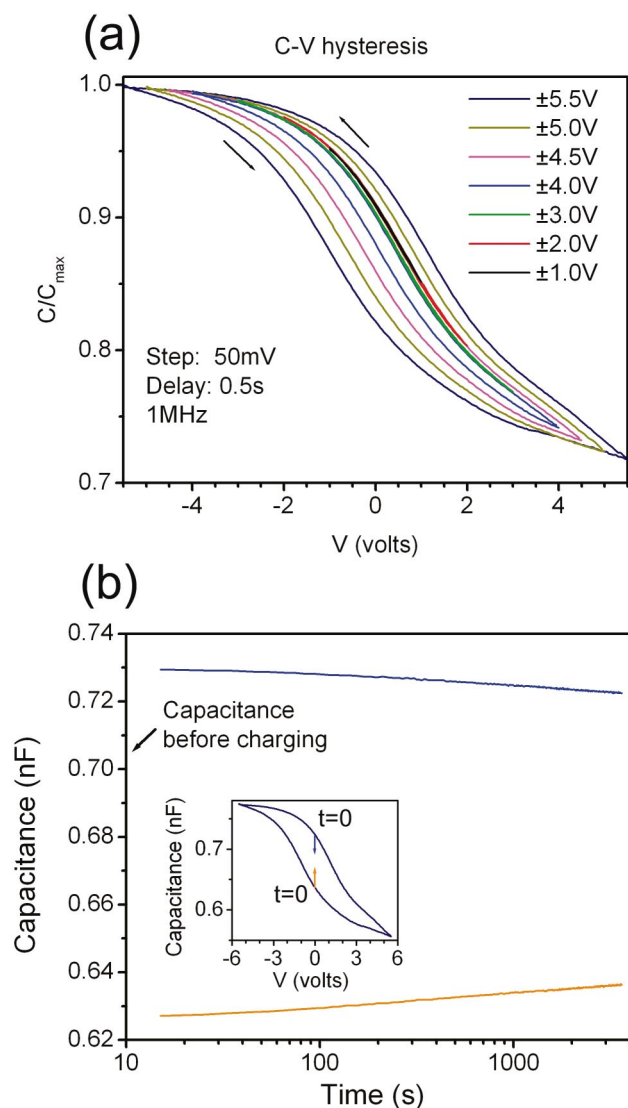 (a)
C-V hysteresis
1.0
0.9
0.8
0.7
C/Cmax
±5.5V
±5.0V
±4.5V
±4.0V
±3.0V
±2.0V
±1.0V
Step: 50mV
Delay: 0.5s
1MHz
-4 -2 0 2 4
V (volts)
(b)
0.74
0.72
0.70
0.68
0.66
0.64
0.62
Capacitance (nF)
Capacitance
before charging
Capacitance (nF)
0.7
0.6
t=0
t=0
-6 -3 0 3 6
V (volts)
10 100 1000
Time (s)